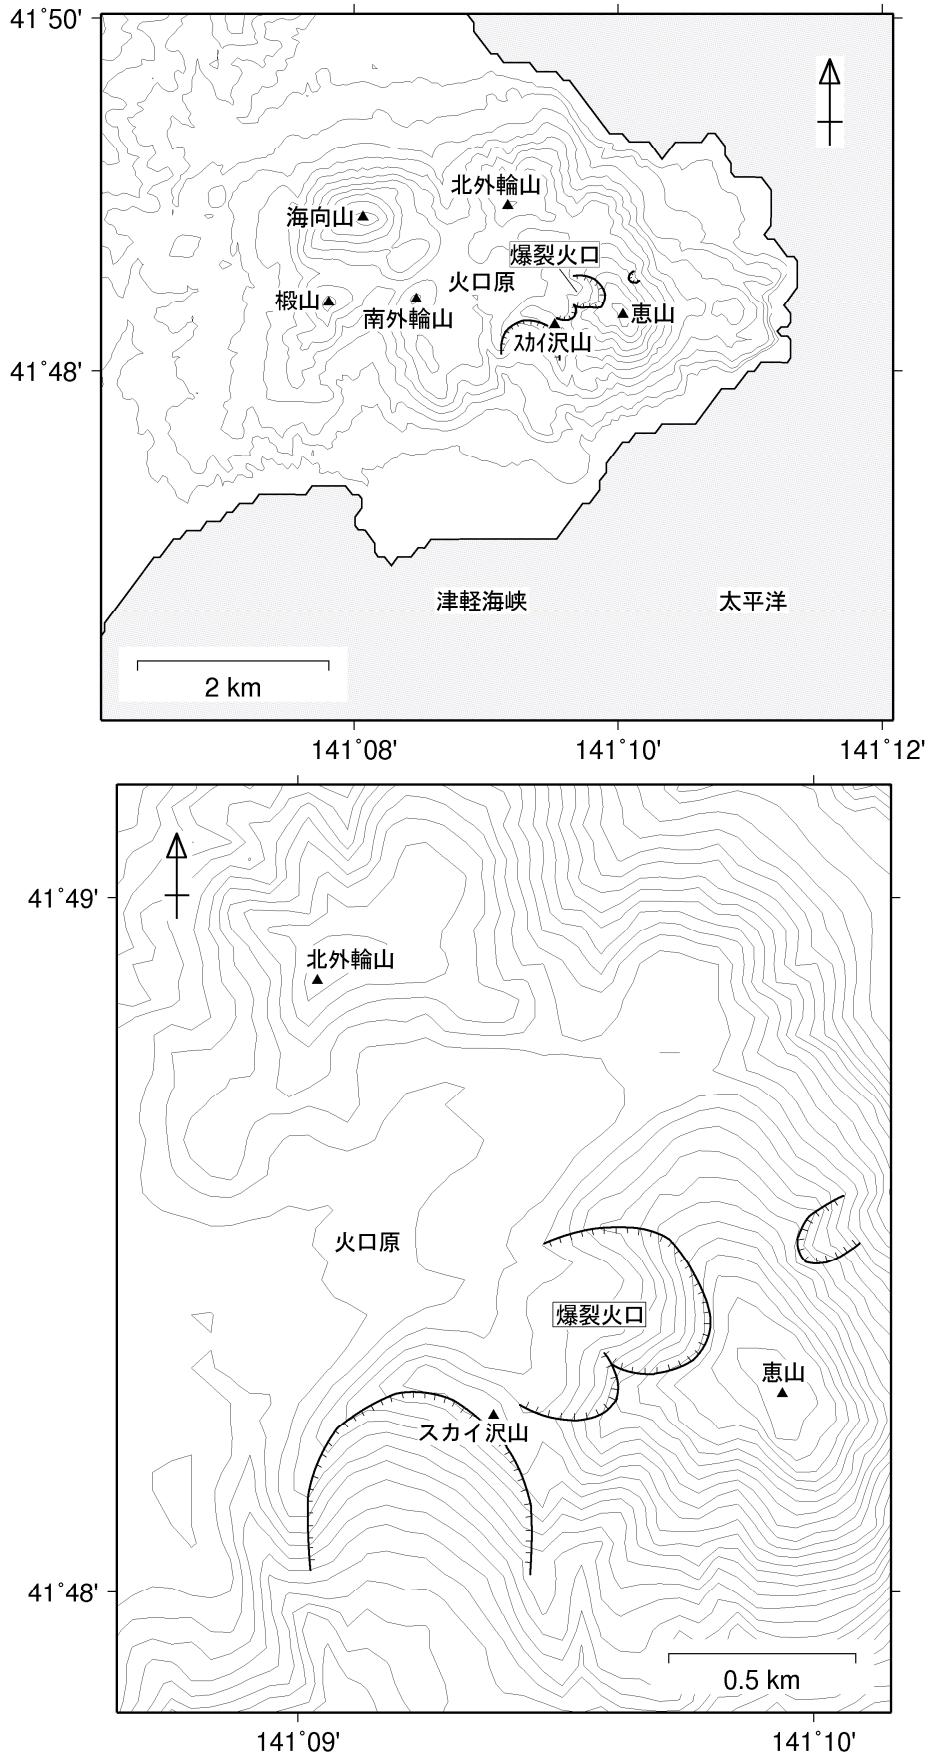 41°50'
北外輪山
海向山
爆裂火口
火口原
椴山
南外輪山
恵山
ｽｶｲ沢山
41°48'
津軽海峡
太平洋
2 km
141°08'
141°10'
141°12'
41°49'
北外輪山
火口原
爆裂火口
恵山
スカイ沢山
41°48'
0.5 km
141°09'
141°10'